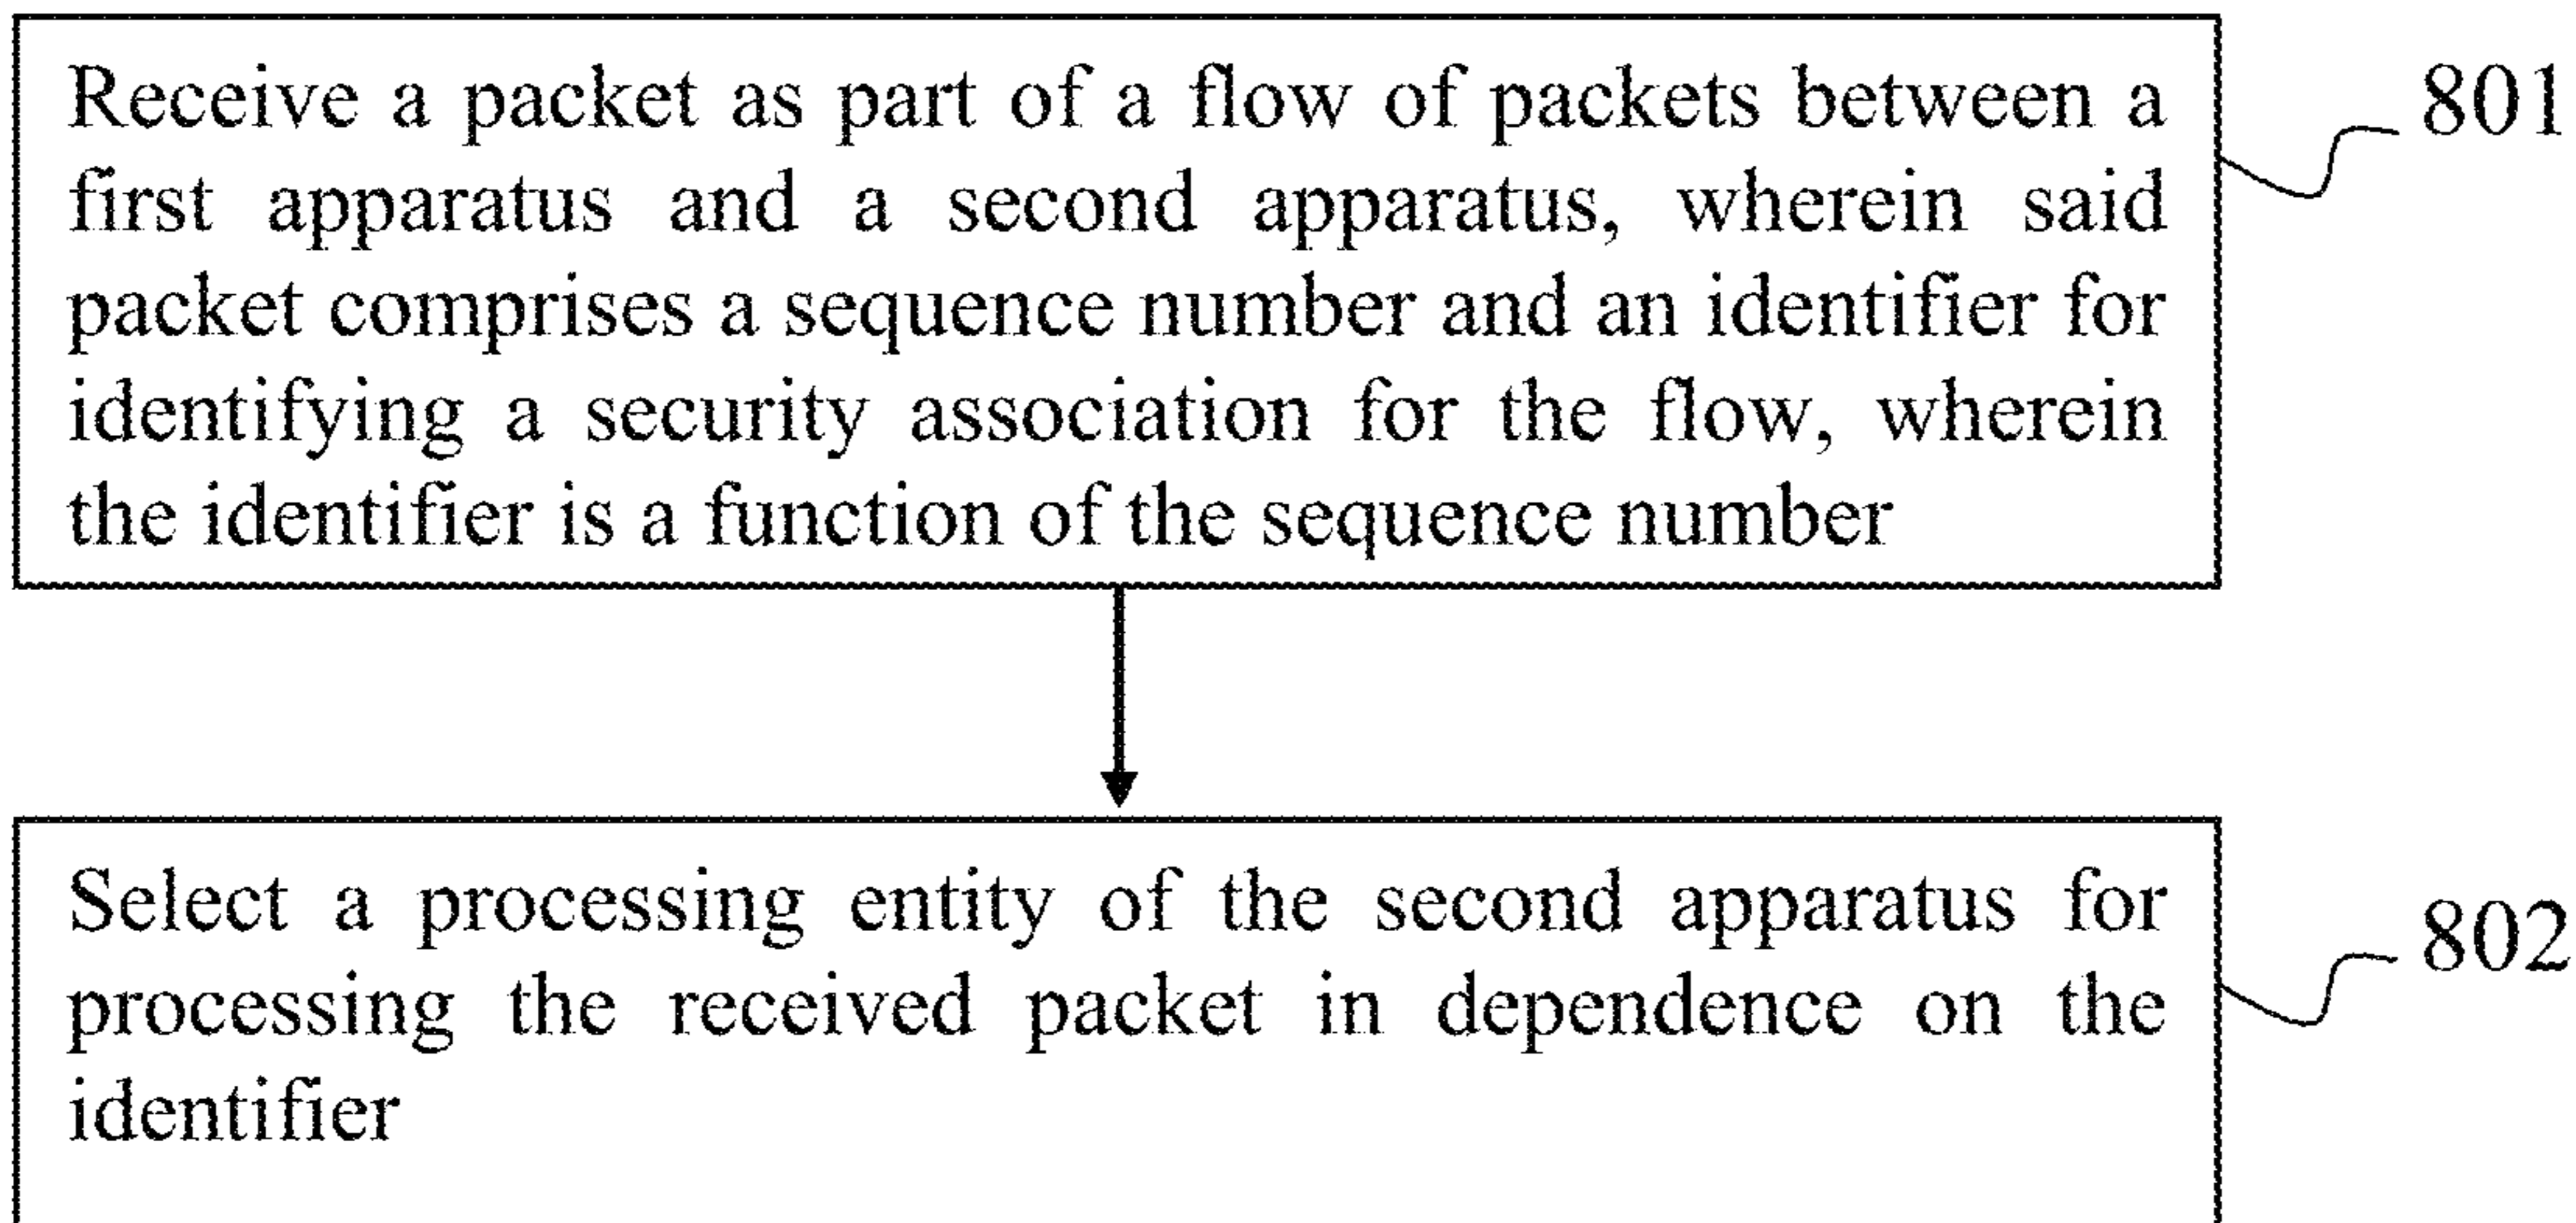 Receive a packet as part of a flow of packets between a
first apparatus and a second apparatus, wherein said
packet comprises a sequence number and an identifier for
identifying a security association for the flow, wherein
the identifier is a function of the sequence number
801
Select a processing entity of the second apparatus for
processing the received packet in dependence on the
identifier
802